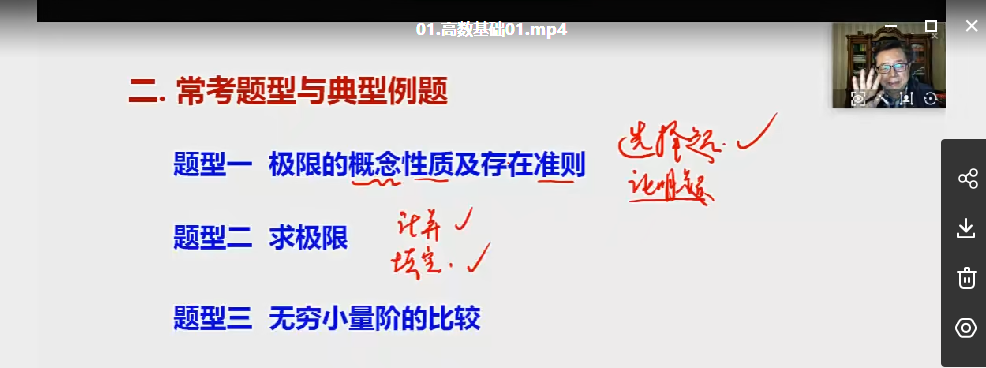 01.高数基础01.mp4
二. 常考题型与典型例题
题型一 极限的概念性质及存在准则
选择题.
证明题
题型二 求极限
计算
填空.
题型三 无穷小量阶的比较